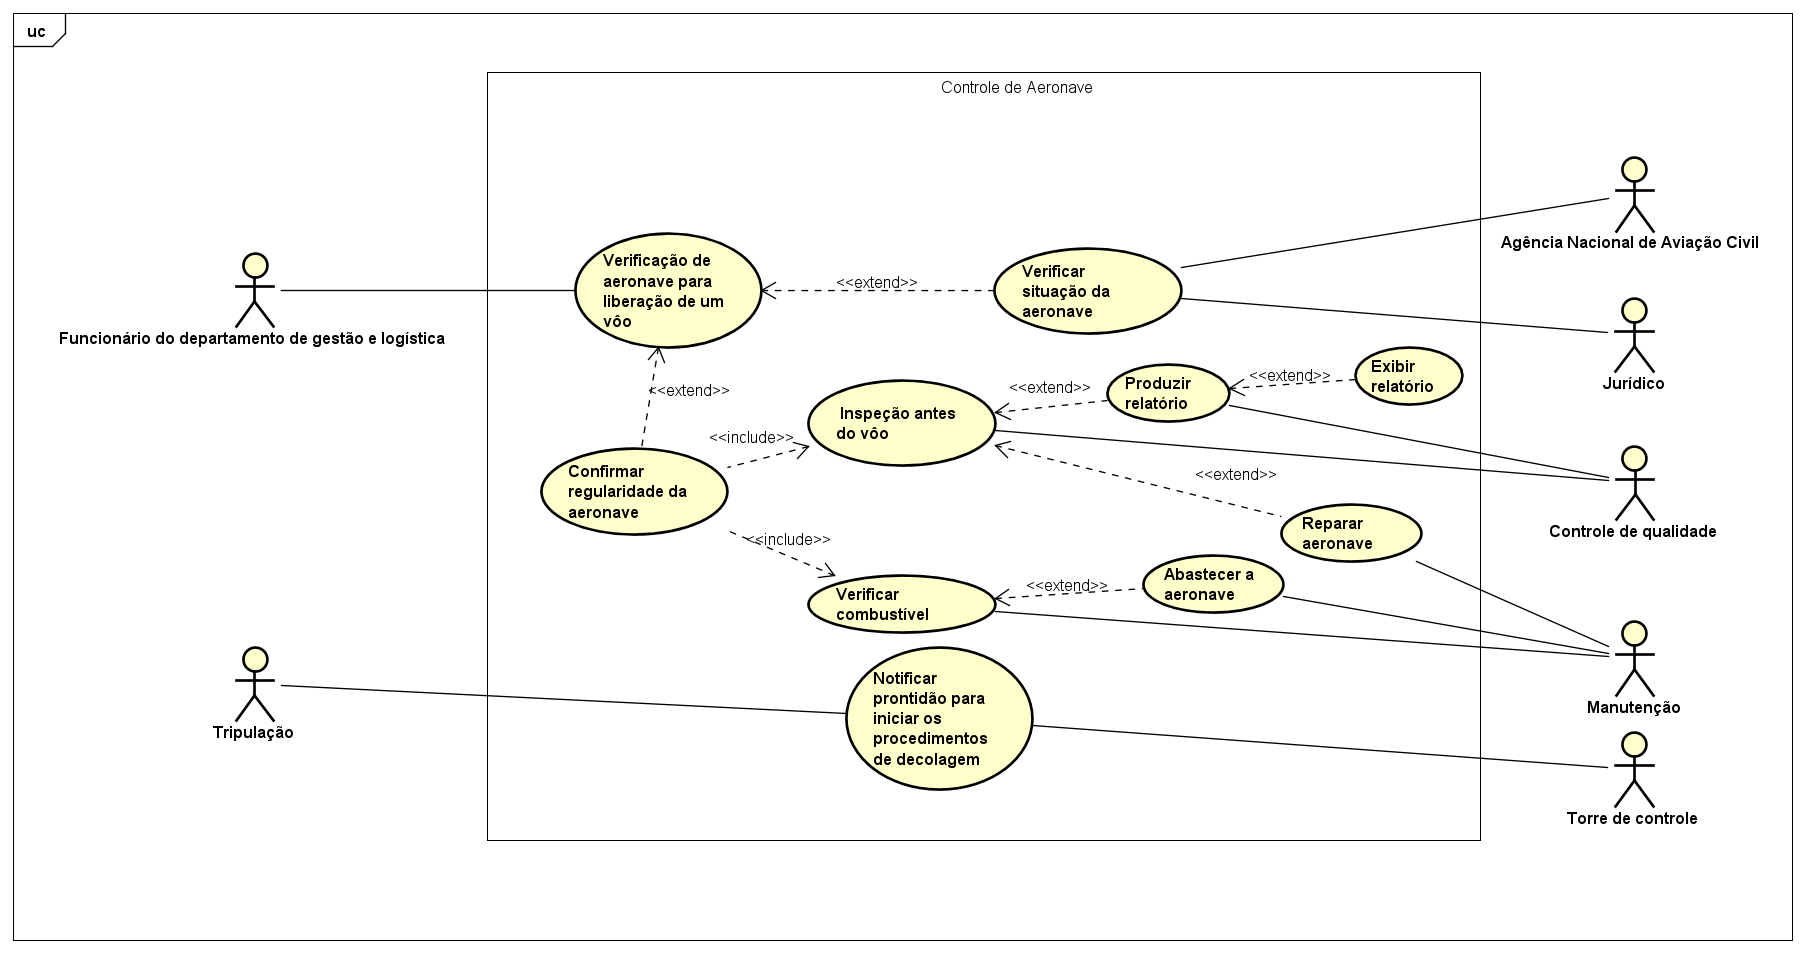 uc
Controle de Aeronave
Agência Nacional de Aviação Civil
Verificação de
aeronave para
liberação de um
vôo
<<extend>>
Verificar
situação da
aeronave
Funcionário do departamento de gestão e logística
Jurídico
<<extend>>
Inspeção antes
do vôo
<<extend>>
Produzir
relatório
<<extend>>
Exibir
relatório
<<include>>
Confirmar
regularidade da
aeronave
<<extend>>
Reparar
aeronave
Controle de qualidade
<<include>>
Verificar
combustível
<<extend>>
Abastecer a
aeronave
Manutenção
Notificar
prontidão para
iniciar os
procedimentos
de decolagem
Tripulação
Torre de controle